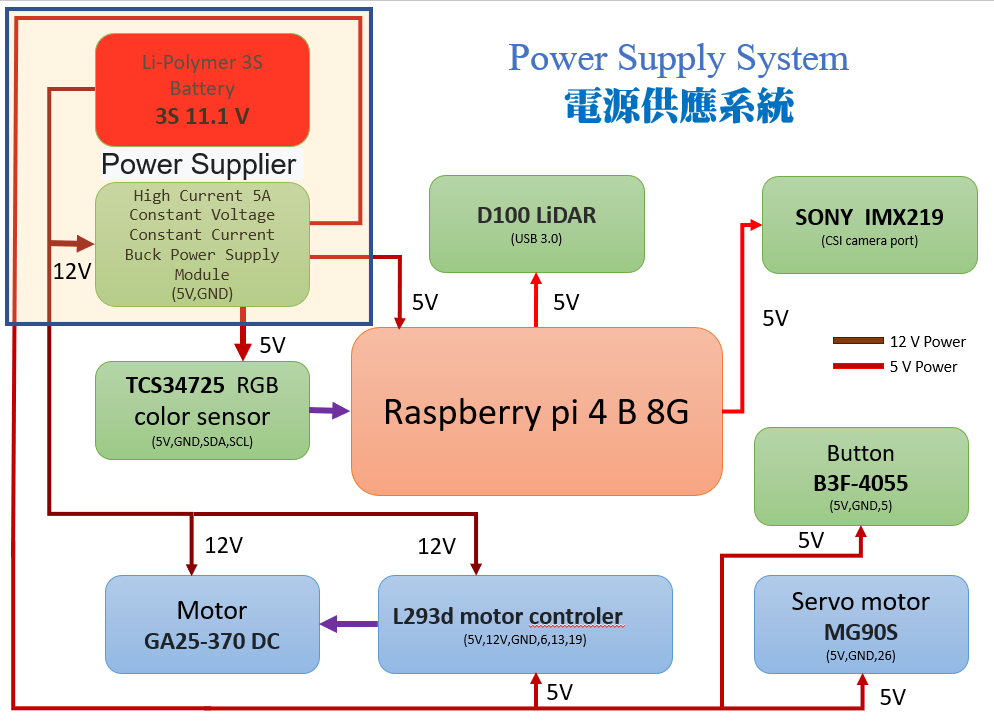 Power Supply System
電源供應系統
Li-Polymer 3S
Battery
3S 11.1 V
Power Supplier
High Current 5A
Constant Voltage
Constant Current
Buck Power Supply
Module
(5V,GND)
12V
5V
5V
D100 LiDAR
(USB 3.0)
5V
SONY IMX219
(CSI camera port)
5V
12 V Power
5 V Power
TCS34725 RGB
color sensor
(5V,GND,SDA,SCL)
Raspberry pi 4 B 8G
Button
B3F-4055
(5V,GND,5)
5V
12V
12V
Motor
GA25-370 DC
L293d motor controler
(5V,12V,GND,6,13,19)
Servo motor
MG90S
(5V,GND,26)
5V
5V